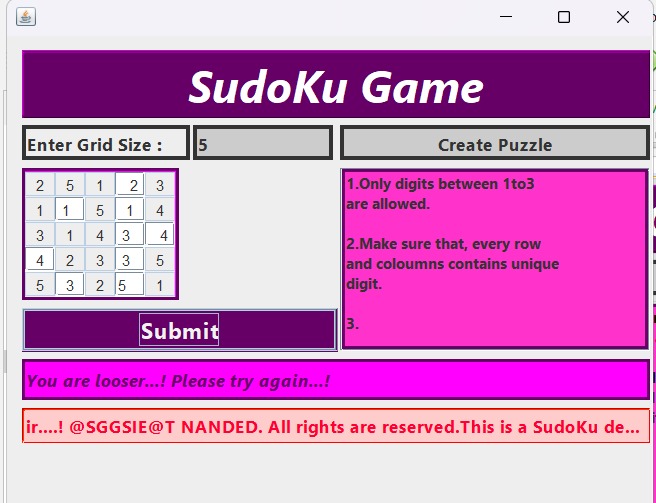 SudoKu Game
Enter Grid Size : 5 Create Puzzle
2 5 1 2 3
1 1 5 1 4
3 1 4 3 4
4 2 3 3 5
5 3 2 5 1
1.Only digits between 1to3
are allowed.
2.Make sure that, every row
and coloumns contains unique
digit.
3.
Submit
You are looser...! Please try again...!
ir....! @SGGSIE@T NANDED. All rights are reserved.This is a SudoKu de...